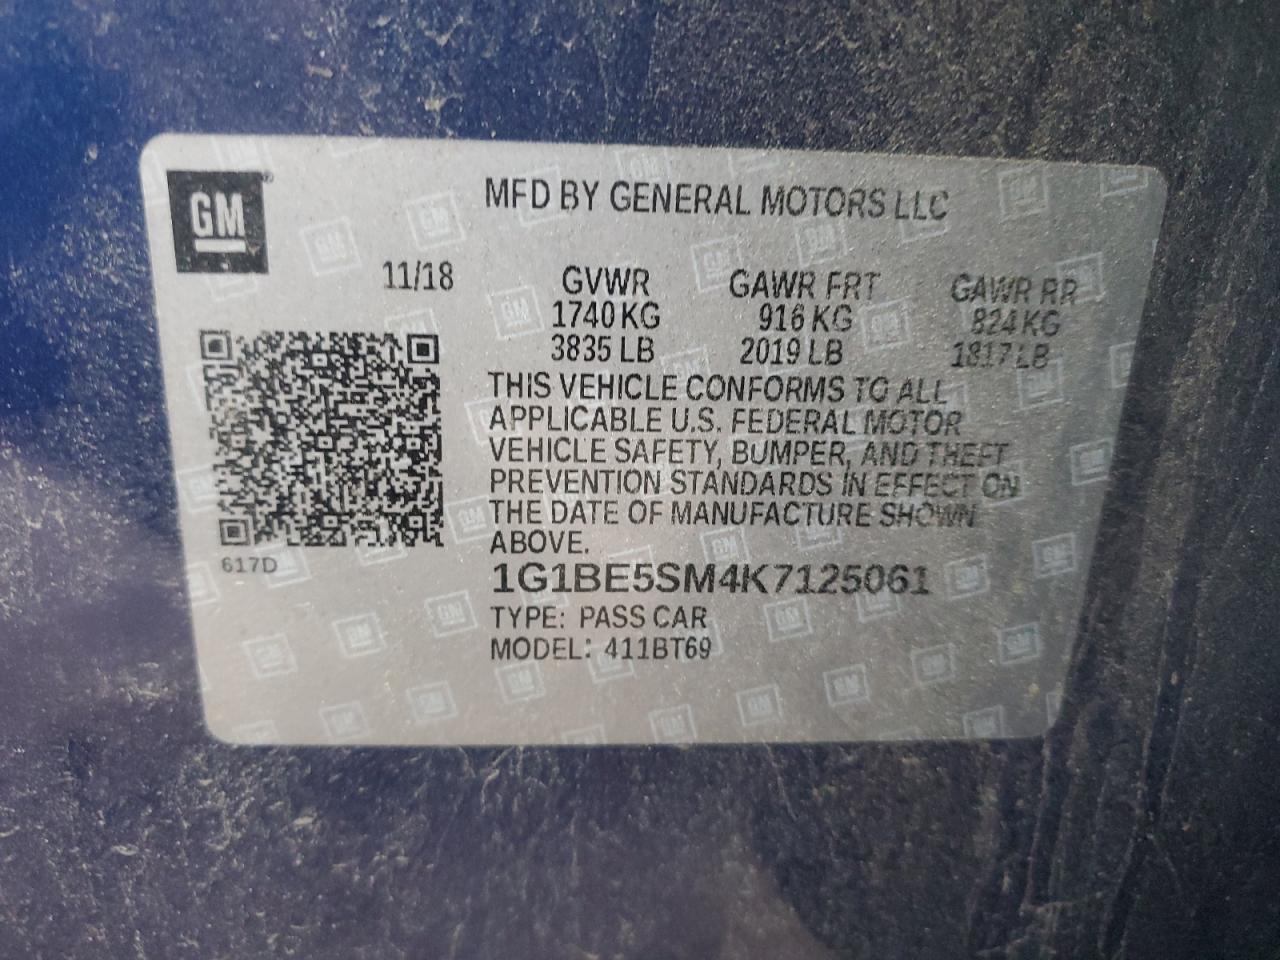 GM
MFD BY GENERAL MOTORS LLC
11/18 GVWR GAWR FRT GAWR RR
1740 KG 916 KG 824 KG
3835 LB 2019 LB 1817 LB
THIS VEHICLE CONFORMS TO ALL
APPLICABLE U.S. FEDERAL MOTOR
VEHICLE SAFETY, BUMPER, AND THEFT
PREVENTION STANDARDS IN EFFECT ON
THE DATE OF MANUFACTURE SHOWN
ABOVE.
617D
1G1BE5SM4K7125061
TYPE: PASS CAR
MODEL: 411BT69